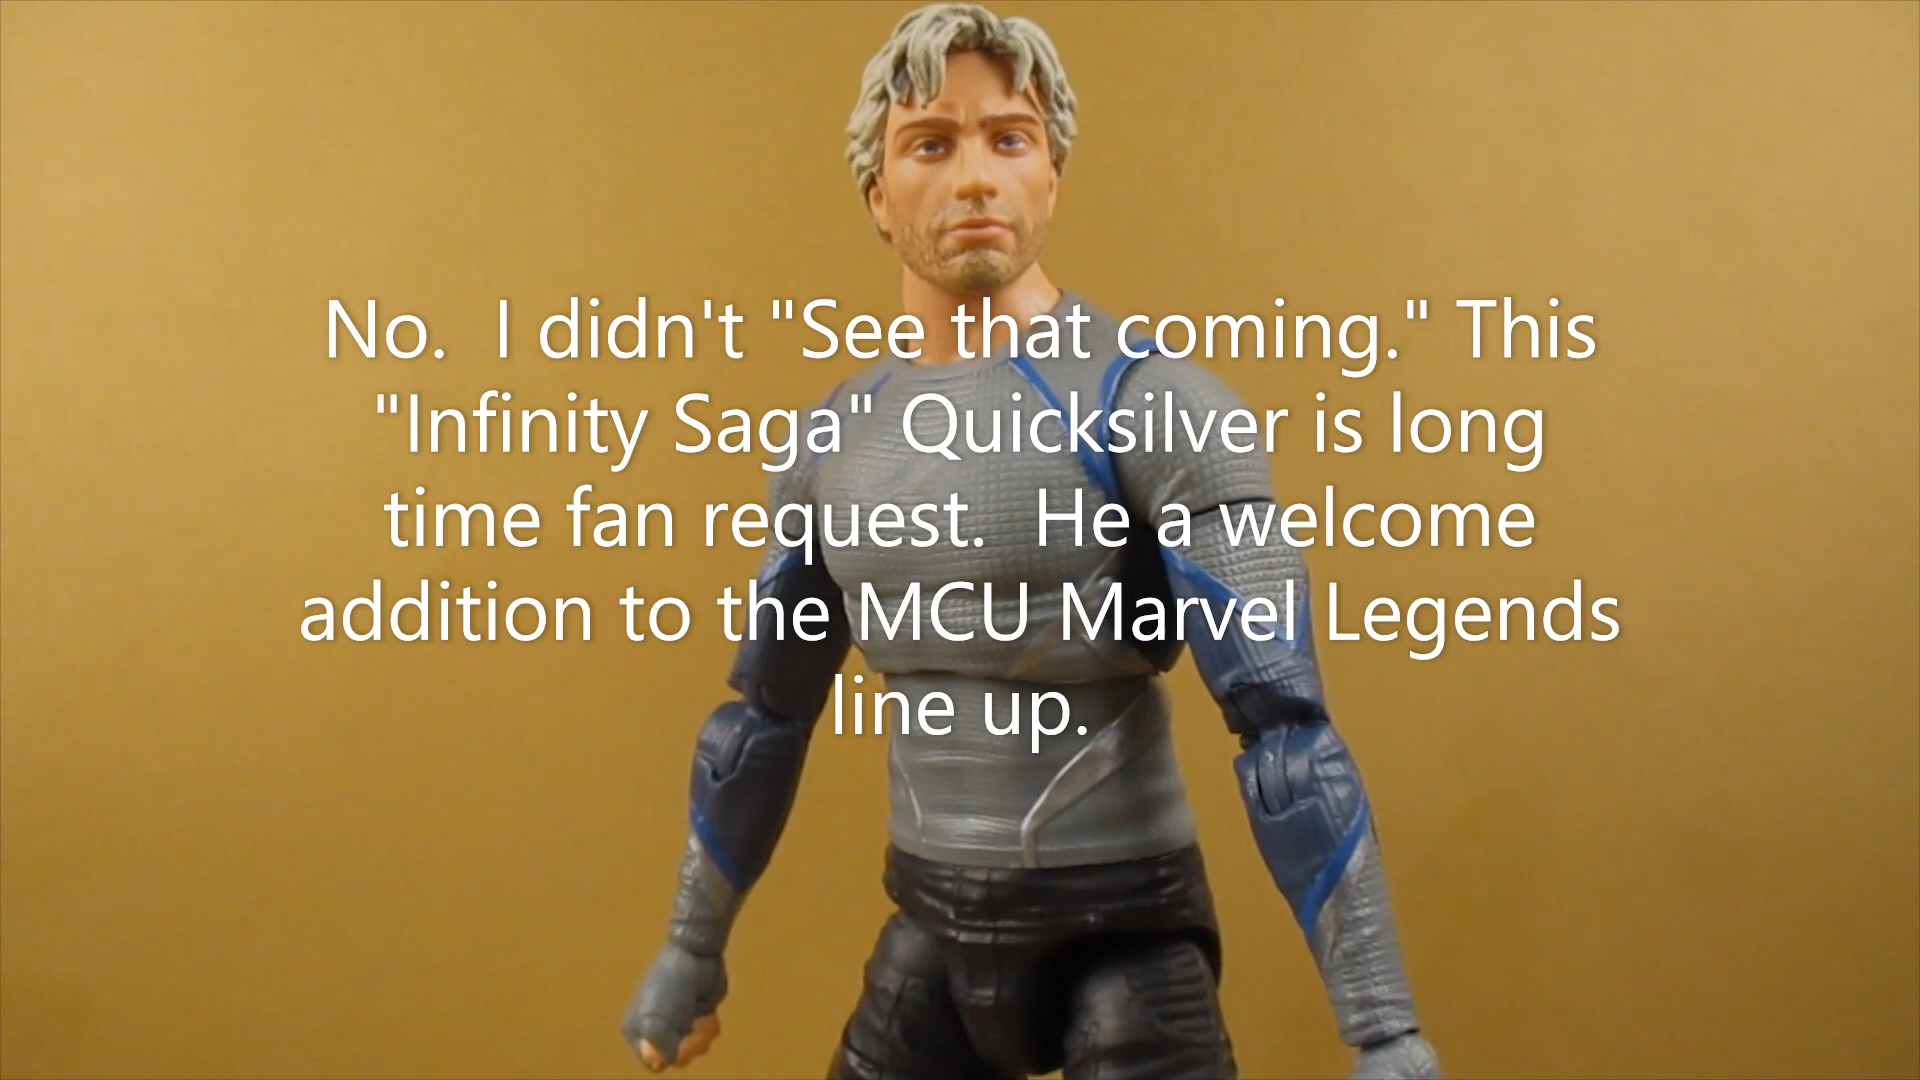 No.  I didn't "See that coming." This
"Infinity Saga"  Quicksilver is long
time fan request.  He a welcome
addition to the MCU Marvel Legends
line up.